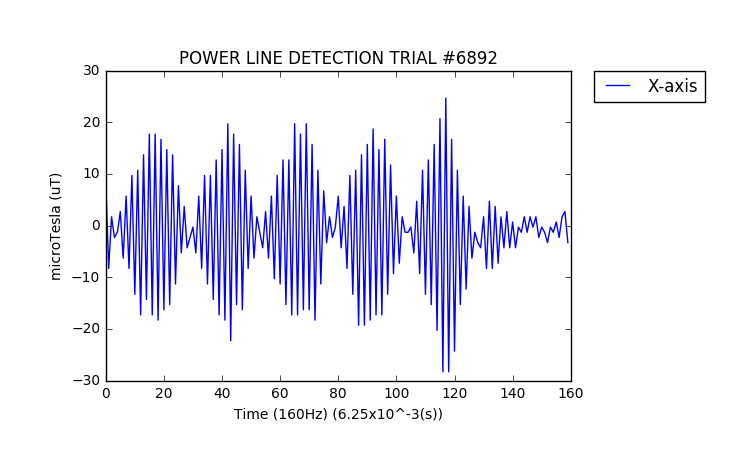 POWER LINE DETECTION TRIAL #6892
30
20
10
0
−10
−20
−30
microTesla (uT)
0 20 40 60 80 100 120 140 160
Time (160Hz) (6.25x10^-3(s))
X-axis